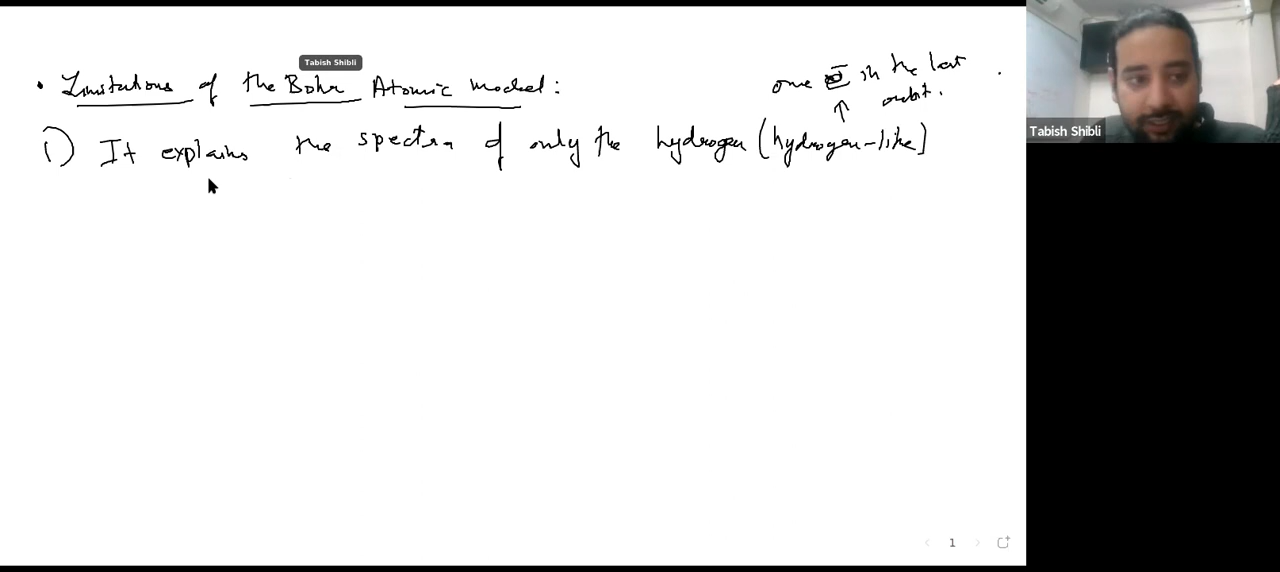 Tabish Shibli
• Limitations of the Bohr Atomic model:
one e⁻ in the last orbit.
↑
1) It explains the spectra of only the hydrogen (hydrogen-like)
Tabish Shibli
1